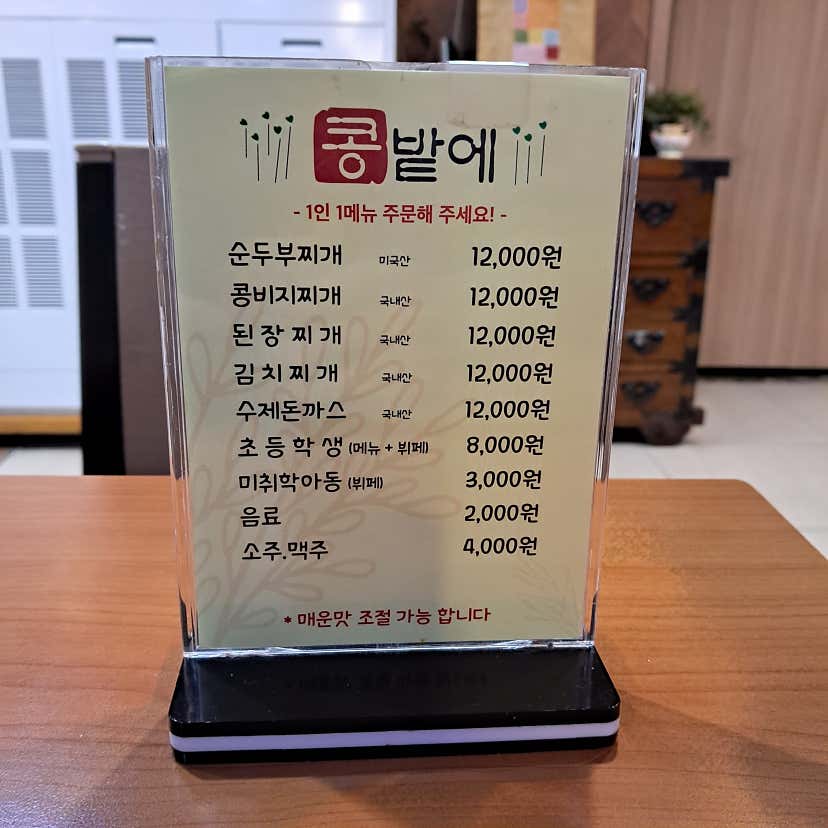 콩밭에
- 1인 1메뉴 주문해 주세요! -
순두부찌개 미국산 12,000원
콩비지찌개 국내산 12,000원
된장찌개 국내산 12,000원
김치찌개 국내산 12,000원
수제돈까스 국내산 12,000원
초등학생 (메뉴 + 뷔페) 8,000원
미취학아동 (뷔페) 3,000원
음료 2,000원
소주.맥주 4,000원
* 매운맛 조절 가능 합니다